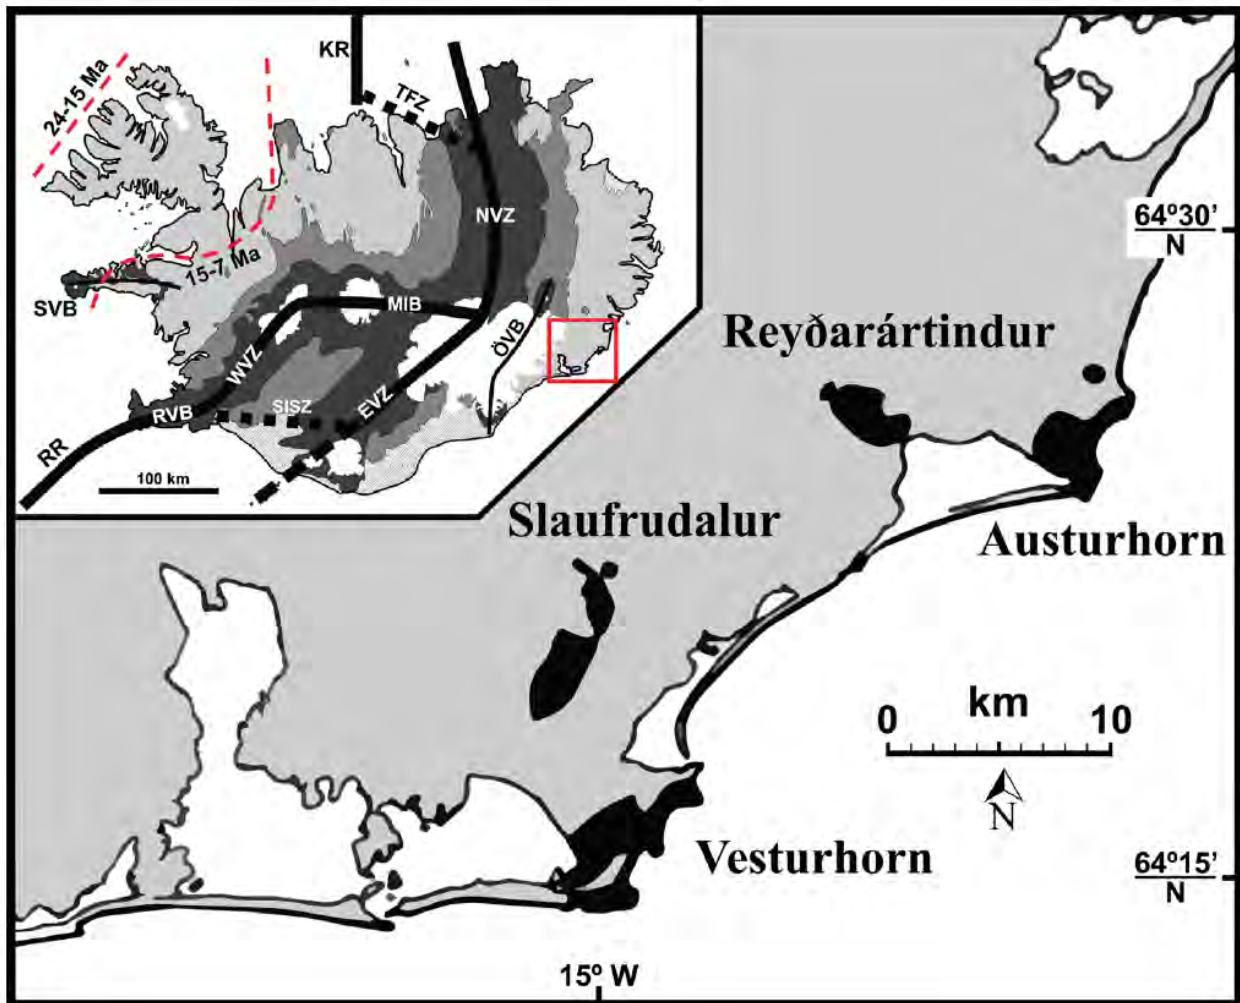 KR
24-15 Ma
TFZ
NVZ
15-7 Ma
SVB
MIB
ÖVB
WVZ
RVB
SISZ
EVZ
RR
100 km
64º30’
N
Reyðarártindur
Slaufrudalur
Austurhorn
km
0 10
N
Vesturhorn
64º15’
N
15º W